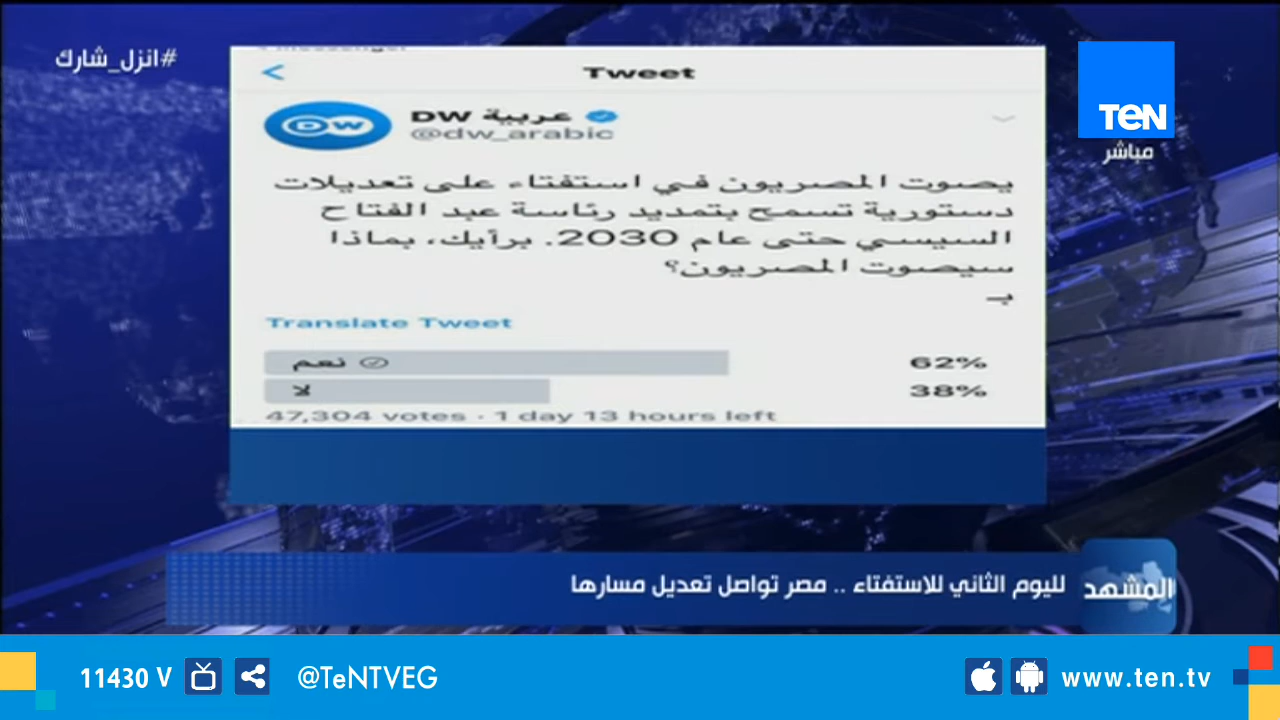 #انزل_شارك
Tweet
DW عربية
@dw_arabic
يصوت المصريون في استفتاء على تعديلات
دستورية تسمح بتمديد رئاسة عبد الفتاح
السيسي حتى عام 2030. برأيك، بماذا
سيصوت المصريون؟
بـ
Translate Tweet
نعم 62%
لا 38%
47,304 votes · 1 day 13 hours left
TEN
مباشر
المشهد
لليوم الثاني للاستفتاء .. مصر تواصل تعديل مسارها
11430 V
@TeNTVEG
www.ten.tv